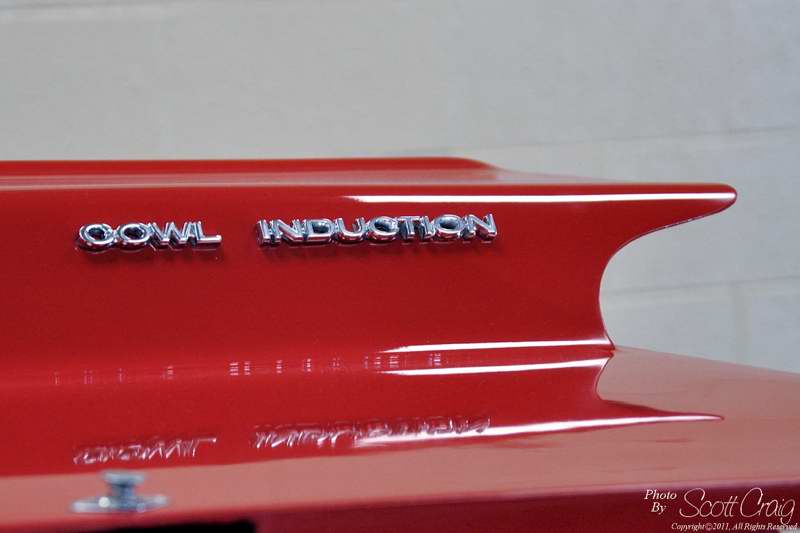 COWL INDUCTION
Photo By Scott Craig
Copyright©2011, All Rights Reserved